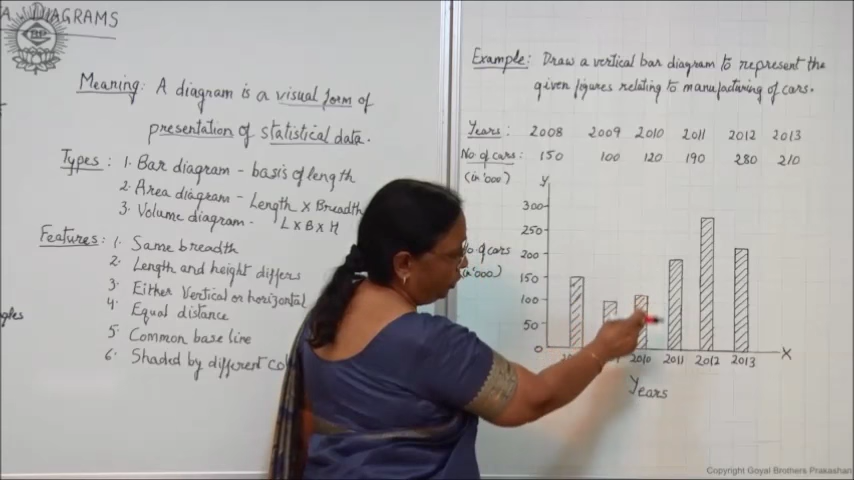 DIAGRAMS
BP
Meaning: A diagram is a visual form of
presentation of statistical data.
Types: 1. Bar diagram - basis of length
2. Area diagram - Length X Breadth
3. Volume diagram - L X B X H
Features: 1. Same breadth
2. Length and height differs
3. Either Vertical or horizontal
4. Equal distance
5. Common base line
6. Shaded by different
Example: Draw a vertical bar diagram to represent the
given figures relating to manufacturing of cars.
Years: 2008 2009 2010 2011 2012 2013
No. of cars: 150 100 120 190 280 210
(in '000)
Y
300
250
200
150
100
50
0
of cars
(in '000)
2010 2011 2012 2013 X
Years
Copyright Goyal Brothers Prakashan